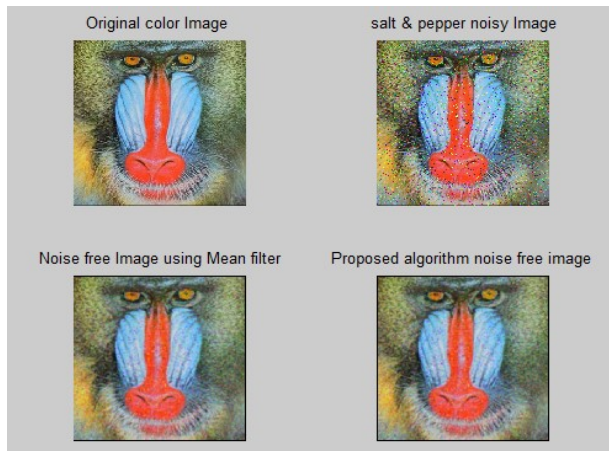 Original color Image
salt & pepper noisy Image
Noise free Image using Mean filter
Proposed algorithm noise free image